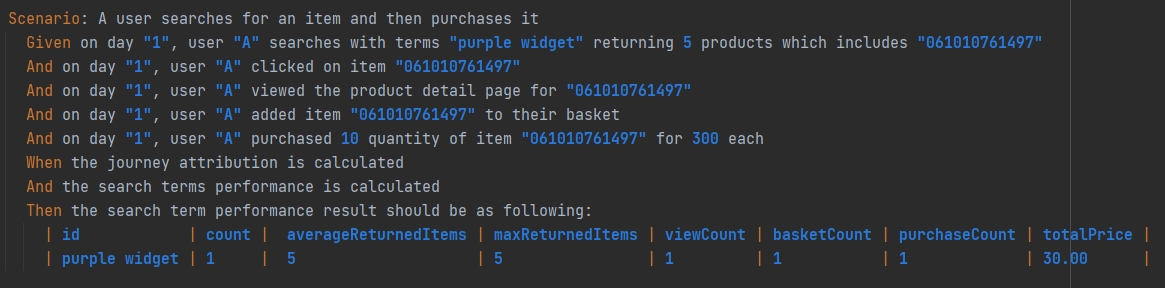 Scenario: A user searches for an item and then purchases it
Given on day "1", user "A" searches with terms "purple widget" returning 5 products which includes "061010761497"
And on day "1", user "A" clicked on item "061010761497"
And on day "1", user "A" viewed the product detail page for "061010761497"
And on day "1", user "A" added item "061010761497" to their basket
And on day "1", user "A" purchased 10 quantity of item "061010761497" for 300 each
When the journey attribution is calculated
And the search terms performance is calculated
Then the search term performance result should be as following:
| id | count | averageReturnedItems | maxReturnedItems | viewCount | basketCount | purchaseCount | totalPrice |
| purple widget | 1 | 5 | 5 | 1 | 1 | 1 | 30.00 |